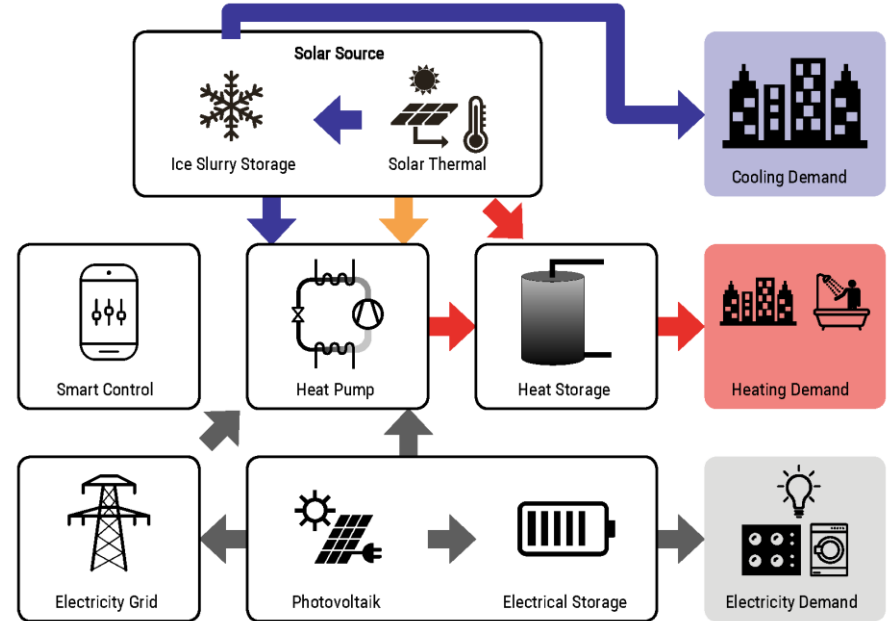 Solar Source
Ice Slurry Storage
Solar Thermal
Cooling Demand
Smart Control
Heat Pump
Heat Storage
Heating Demand
Electricity Grid
Photovoltaik
Electrical Storage
Electricity Demand